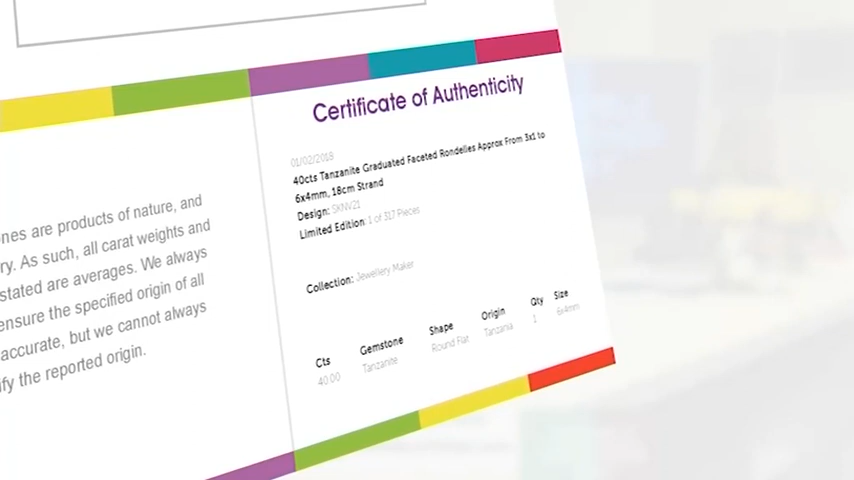 nes are products of nature, and
ry. As such, all carat weights and
stated are averages. We always
ensure the specified origin of all
accurate, but we cannot always
ify the reported origin.
Certificate of Authenticity
01/02/2019
40cts Tanzanite Graduated Faceted Rondelles Approx From 3x1 to
6x4mm, 18cm Strand
Design: SKNV21
Limited Edition: 1 of 317 Pieces
Collection: Jewellery Maker
Cts Gemstone Shape Origin Qty Size
40.00 Tanzanite Round Flat Tanzania 1 6x4mm